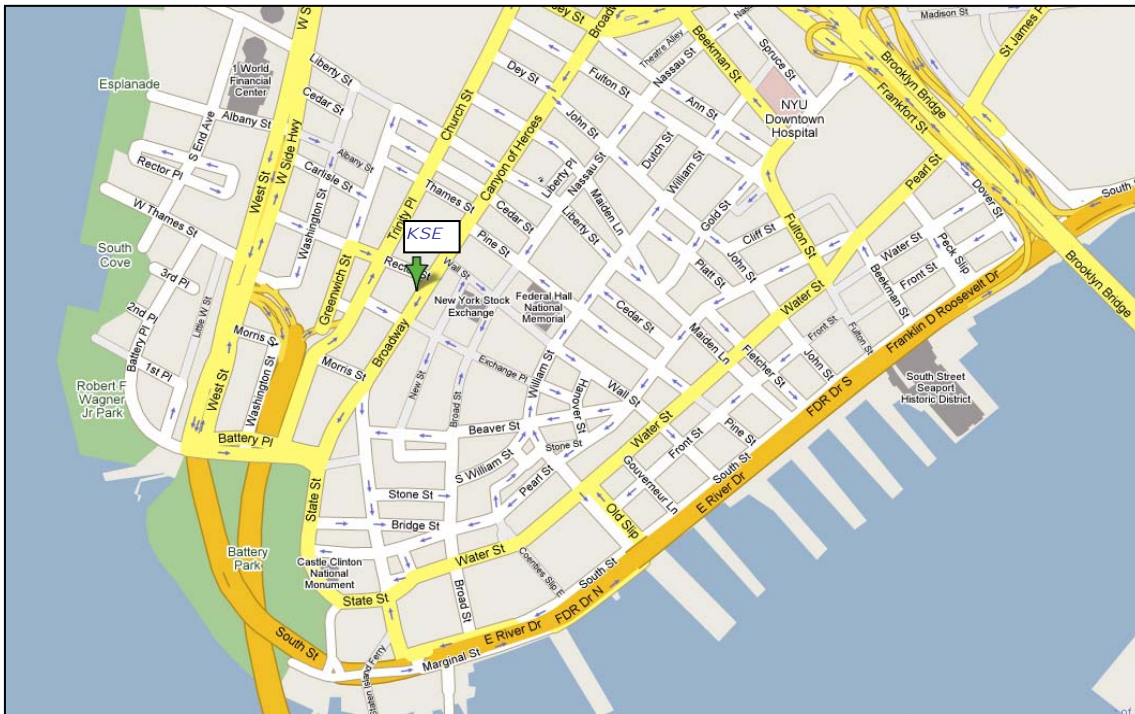 W S
Liberty St
1 World
Financial
Center
Cedar St
Esplanade
Albany St
S End Ave
W Side Hwy
Albany St
Rector Pl
Carlisle St
West St
W Thames St
Washington St
South
Cove
3rd Pl
2nd Pl
Little W St
Battery Pl
Morris St
1st Pl
Robert F
Wagner
Jr Park
West St
Washington St
Battery Pl
Greenwich St
Morris St
Trinity Pl
Church St
Thames St
Cedar St
Pine St
Wall St
Rector St
KSE
Canyon of Heroes
Broadway
New York Stock
Exchange
Federal Hall
National
Memorial
Dey St
Fulton St
Theatre Alley
Nassau St
Ann St
Beekman St
Spruce St
NYU
Downtown
Hospital
John St
Dutch St
William St
Liberty Pl
Nassau St
Maiden Ln
Liberty St
Gold St
Cliff St
Platt St
John St
Fulton St
Madison St
St James Pl
Brooklyn Bridge
Frankfort St
Pearl St
Dover St
Water St
Peck Slip
Front St
Beekman St
Brooklyn Bridge
Franklin D Roosevelt Dr
Water St
Cedar St
Maiden Ln
Fletcher St
Front St
Fulton St
John St
South Street
Seaport
Historic District
FDR Dr S
New St
Broad St
Exchange Pl
William St
Hanover St
Wall St
Water St
Beaver St
Stone St
S William St
Pearl St
Pine St
Front St
South St
Gouverneur Ln
E River Dr
Old Slip
Stone St
Bridge St
State St
Battery
Park
Castle Clinton
National
Monument
Water St
Coenties Slip
South St
FDR Dr N
State St
Broad St
E River Dr
South St
Marginal St
Staten Island Ferry